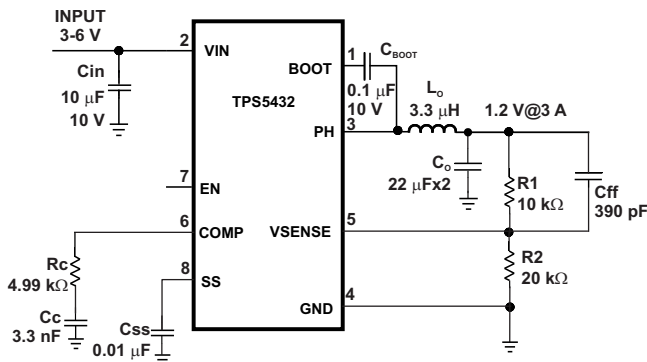 INPUT
3-6 V
2
VIN
Cin
10 μF
10 V
TPS5432
BOOT
1
C BOOT
0.1 μF
10 V
PH
3
Lo
3.3 μH
1.2 V@3 A
Co
22 μFx2
R1
10 kΩ
Cff
390 pF
7
EN
6
COMP
VSENSE
5
Rc
4.99 kΩ
8
SS
R2
20 kΩ
Cc
3.3 nF
Css
0.01 μF
GND
4